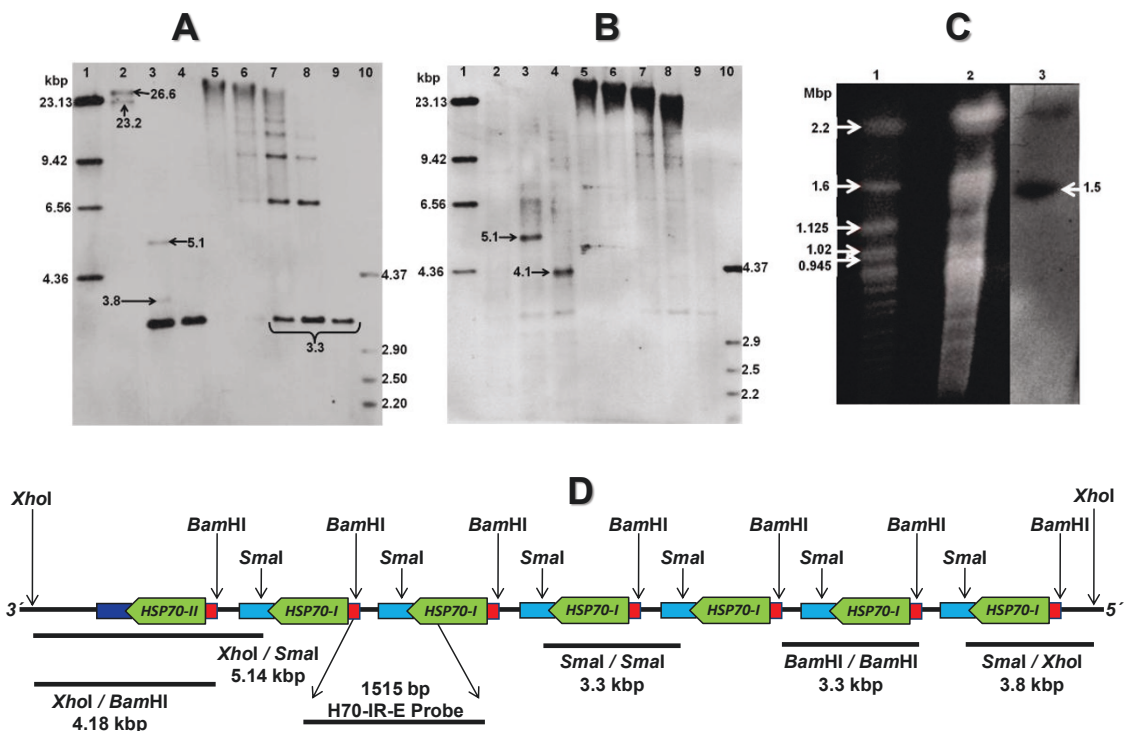 A
B
C
kbp
1 2 3 4 5 6 7 8 9 10
23.13
9.42
6.56
4.36
26.6
23.2
5.1
3.8
3.3
4.37
2.90
2.50
2.20
kbp
1 2 3 4 5 6 7 8 9 10
23.13
9.42
6.56
4.36
5.1
4.1
4.37
2.9
2.5
2.2
Mbp
1 2 3
2.2
1.6
1.125
1.02
0.945
1.5
D
XhoI XhoI
BamHI BamHI BamHI BamHI BamHI BamHI BamHI
SmaI SmaI SmaI SmaI SmaI SmaI
3´ HSP70-II HSP70-I HSP70-I HSP70-I HSP70-I HSP70-I HSP70-I 5´
XhoI / SmaI
5.14 kbp
XhoI / BamHI
4.18 kbp
1515 bp
H70-IR-E Probe
SmaI / SmaI
3.3 kbp
BamHI / BamHI
3.3 kbp
SmaI / XhoI
3.8 kbp